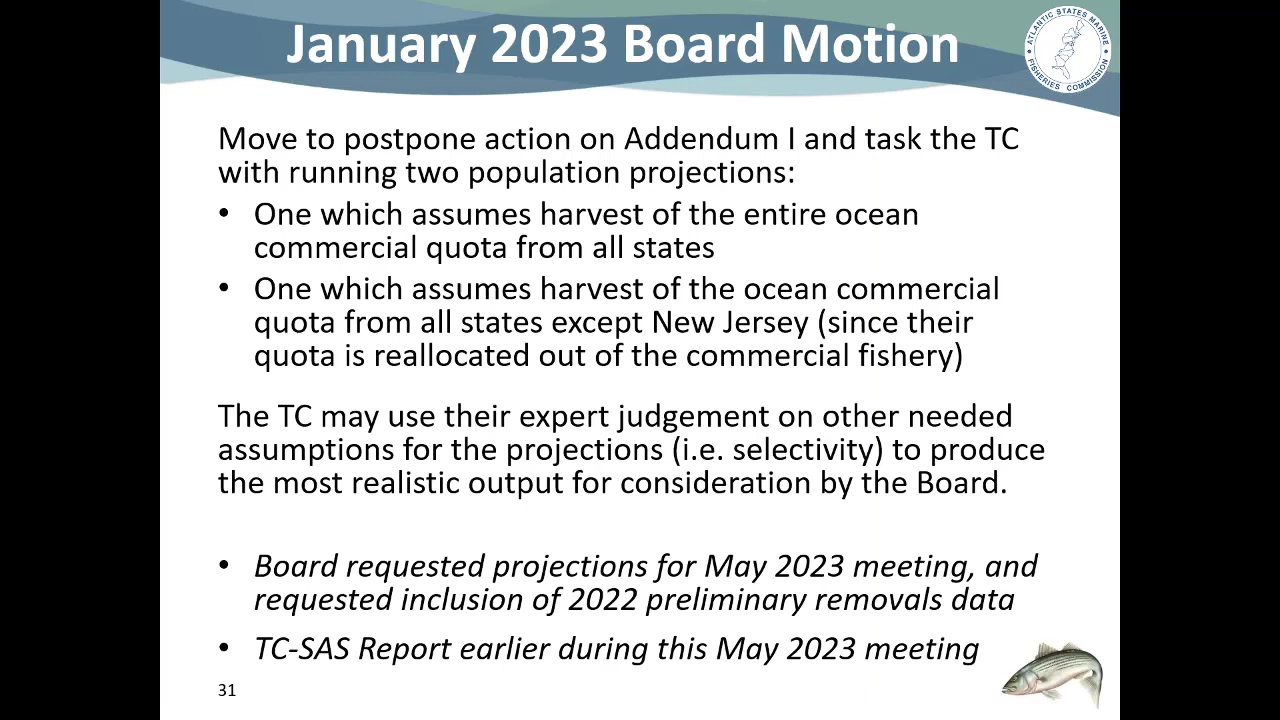 January 2023 Board Motion
ATLANTIC STATES MARINE
FISHERIES COMMISSION
Move to postpone action on Addendum I and task the TC
with running two population projections:
• One which assumes harvest of the entire ocean
commercial quota from all states
• One which assumes harvest of the ocean commercial
quota from all states except New Jersey (since their
quota is reallocated out of the commercial fishery)
The TC may use their expert judgement on other needed
assumptions for the projections (i.e. selectivity) to produce
the most realistic output for consideration by the Board.
• Board requested projections for May 2023 meeting, and
requested inclusion of 2022 preliminary removals data
• TC-SAS Report earlier during this May 2023 meeting
31